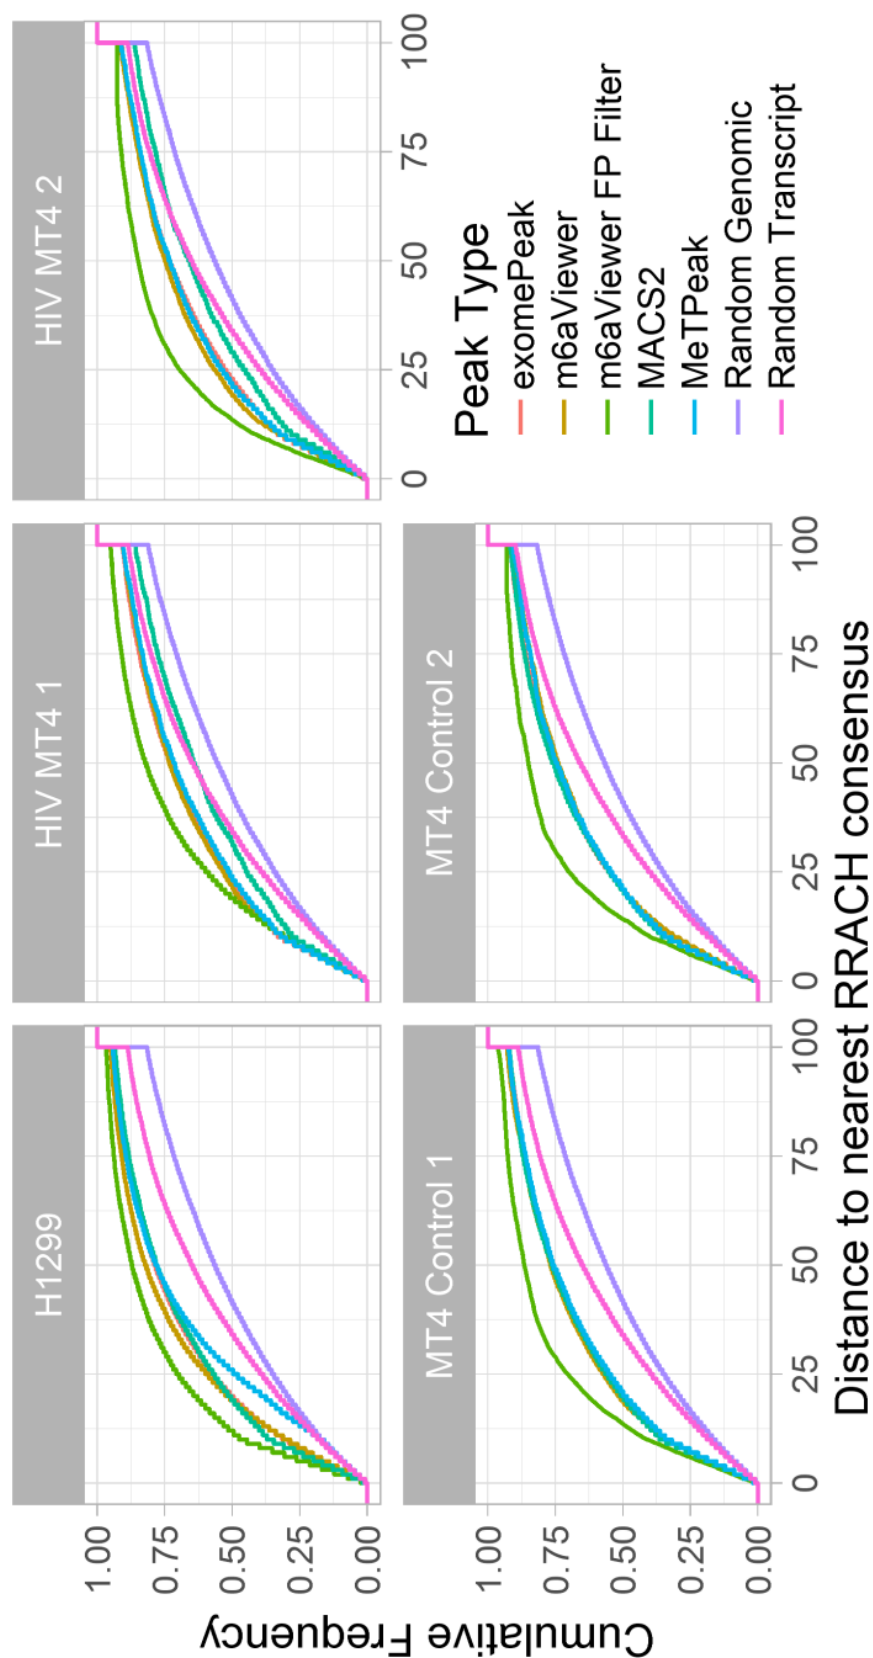 H1299
HIV MT4 1
HIV MT4 2
1.00
0.75
0.50
0.25
0.00
0
25
50
75
100
MT4 Control 1
MT4 Control 2
1.00
0.75
0.50
0.25
0.00
0
25
50
75
100
0
25
50
75
100
Cumulative Frequency
Distance to nearest RRACH consensus
Peak Type
exomePeak
m6aViewer
m6aViewer FP Filter
MACS2
MeTPeak
Random Genomic
Random Transcript